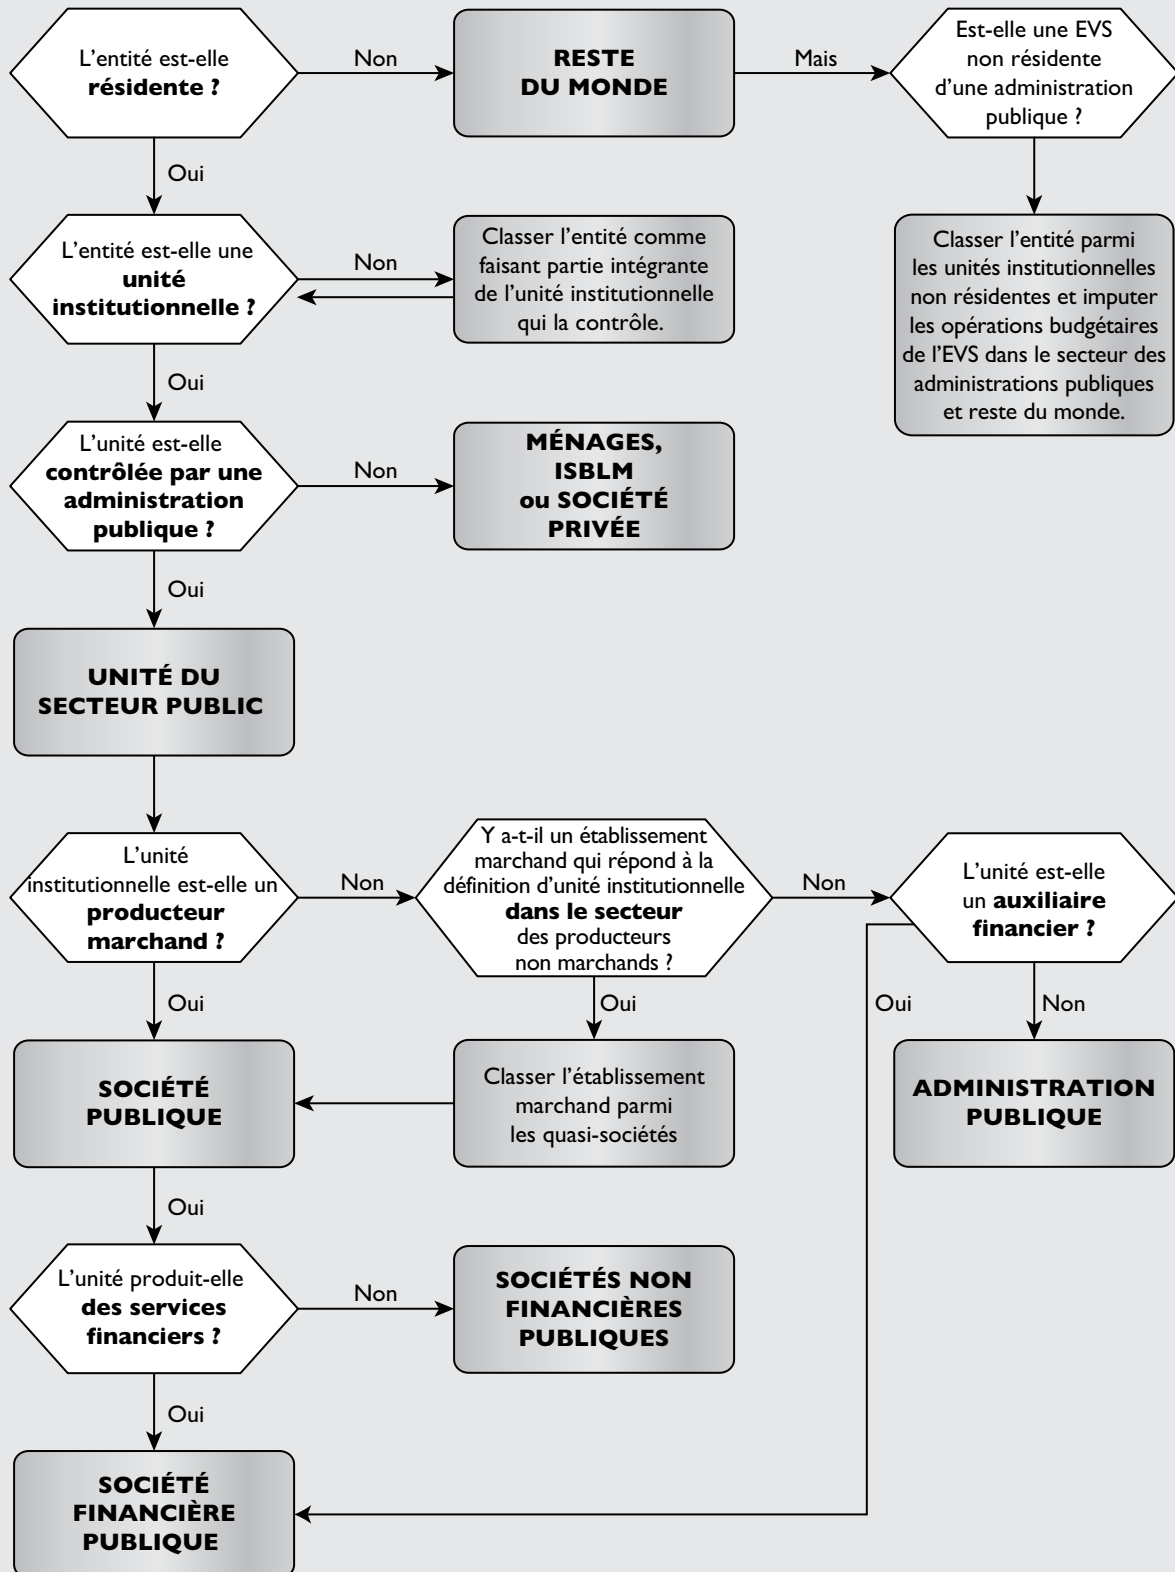 L’entité est-elle
résidente ?
Non
RESTE
DU MONDE
Mais
Est-elle une EVS
non résidente
d’une administration
publique ?
Oui
L’entité est-elle une
unité
institutionnelle ?
Non
Classer l’entité comme
faisant partie intégrante
de l’unité institutionnelle
qui la contrôle.
Classer l’entité parmi
les unités institutionnelles
non résidentes et imputer
les opérations budgétaires
de l’EVS dans le secteur des
administrations publiques
et reste du monde.
Oui
L’unité est-elle
contrôlée par une
administration
publique ?
Non
MÉNAGES,
ISBLM
ou SOCIÉTÉ
PRIVÉE
Oui
UNITÉ DU
SECTEUR PUBLIC
L’unité
institutionnelle est-elle un
producteur
marchand ?
Non
Y a-t-il un établissement
marchand qui répond à la
définition d’unité institutionnelle
dans le secteur
des producteurs
non marchands ?
Non
L’unité est-elle
un auxiliaire
financier ?
Oui
Oui
Oui
Non
SOCIÉTÉ
PUBLIQUE
Classer l’établissement
marchand parmi
les quasi-sociétés
ADMINISTRATION
PUBLIQUE
Oui
L’unité produit-elle
des services
financiers ?
Non
SOCIÉTÉS NON
FINANCIÈRES
PUBLIQUES
Oui
SOCIÉTÉ
FINANCIÈRE
PUBLIQUE